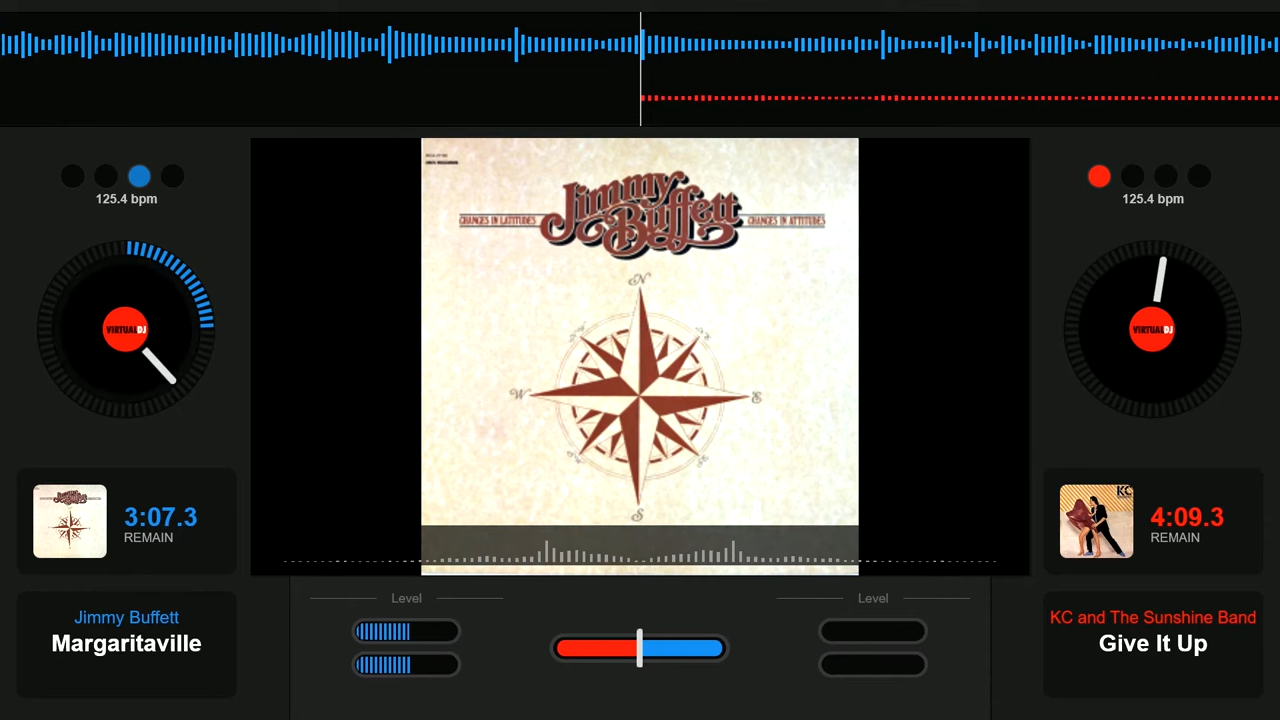 125.4 bpm
125.4 bpm
CHANGES IN LATITUDES
Jimmy Buffett
CHANGES IN ATTITUDES
N
W
E
S
VIRTUALDJ
VIRTUALDJ
3:07.3
REMAIN
KC
4:09.3
REMAIN
Jimmy Buffett
Margaritaville
Level
Level
KC and The Sunshine Band
Give It Up